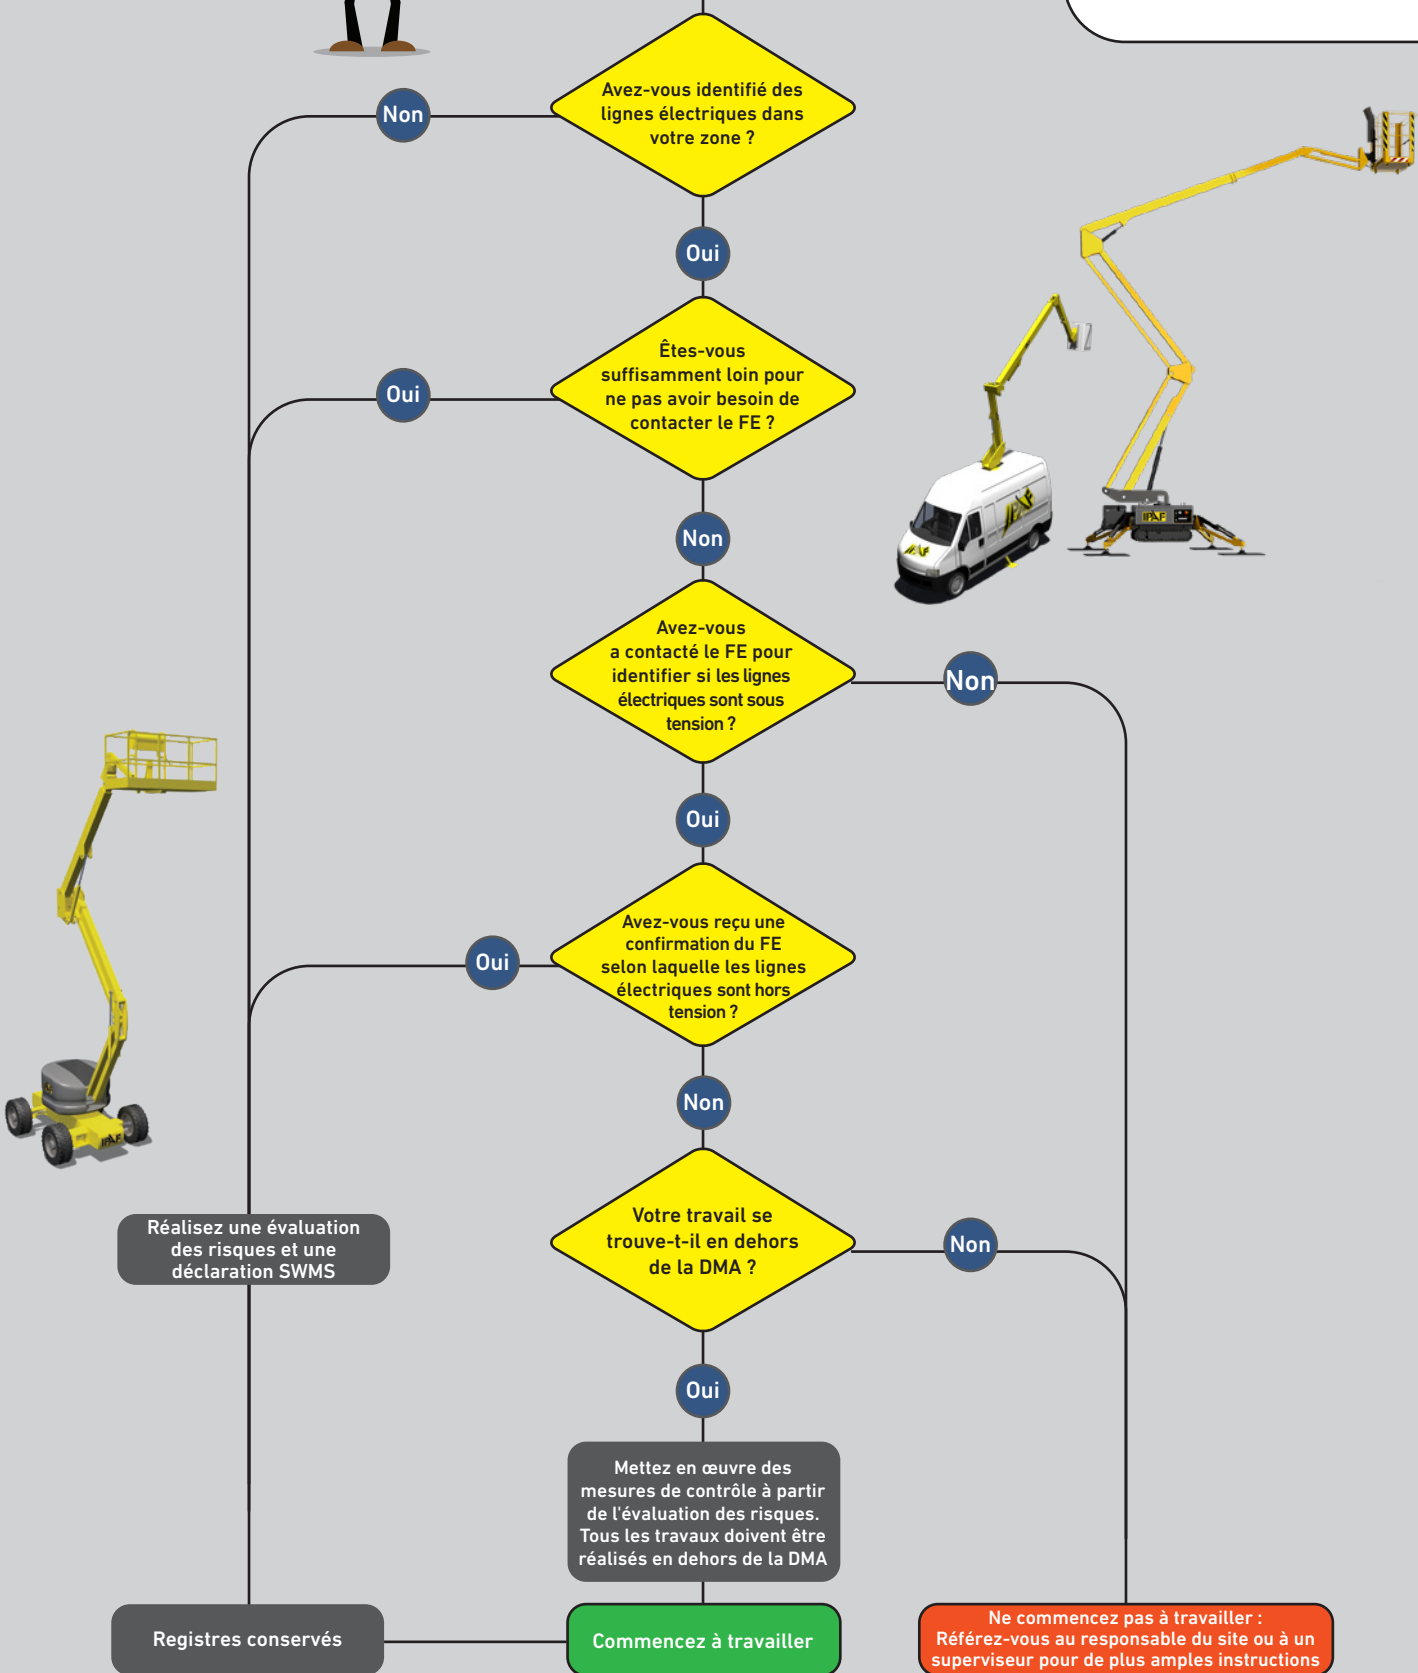 Avez-vous identifié des
lignes électriques dans
votre zone ?
Non
Oui
Êtes-vous
suffisamment loin pour
ne pas avoir besoin de
contacter le FE ?
Oui
Non
IPAF
IPAF
IPAF
Avez-vous
a contacté le FE pour
identifier si les lignes
électriques sont sous
tension ?
Non
Oui
Avez-vous reçu une
confirmation du FE
selon laquelle les lignes
électriques sont hors
tension ?
Oui
Non
IPAF
Votre travail se
trouve-t-il en dehors
de la DMA ?
Non
Réalisez une évaluation
des risques et une
déclaration SWMS
Oui
Mettez en œuvre des
mesures de contrôle à partir
de l'évaluation des risques.
Tous les travaux doivent être
réalisés en dehors de la DMA
Registres conservés
Commencez à travailler
Ne commencez pas à travailler :
Référez-vous au responsable du site ou à un
superviseur pour de plus amples instructions